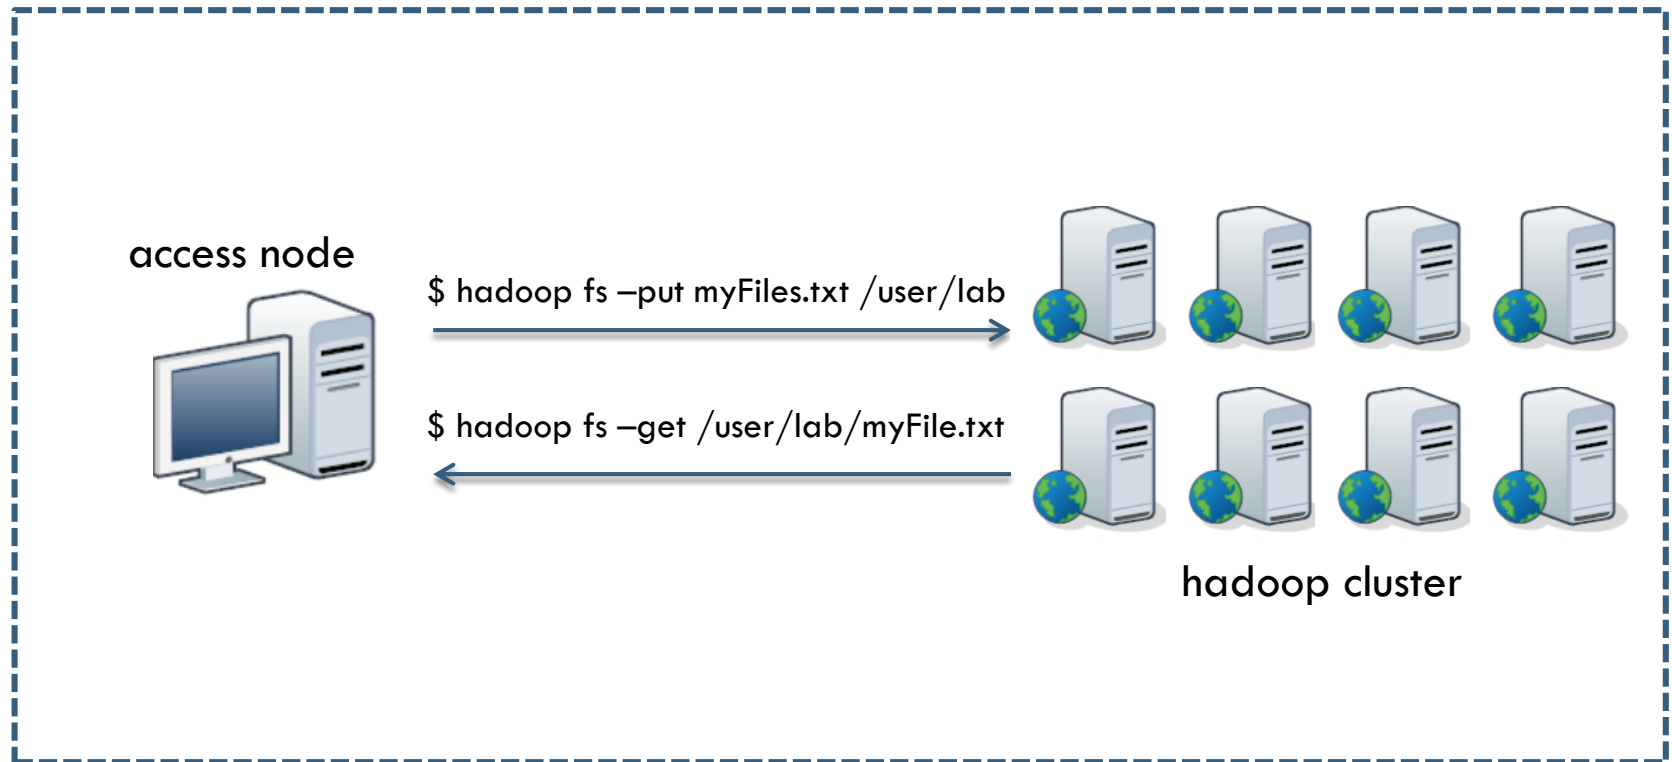 access node
$ hadoop fs –put myFiles.txt /user/lab
$ hadoop fs –get /user/lab/myFile.txt
hadoop cluster